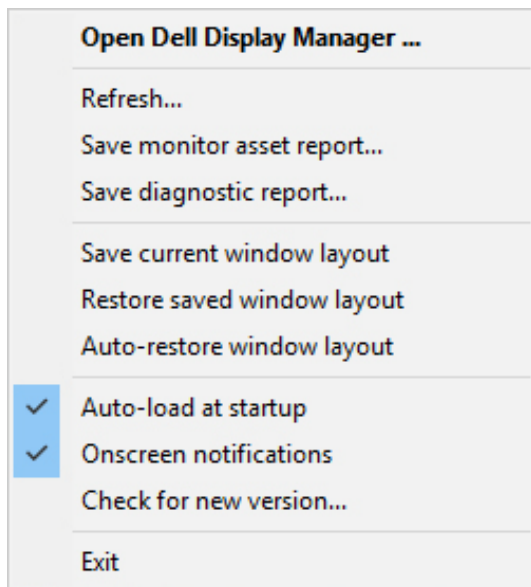 Open Dell Display Manager ...
Refresh...
Save monitor asset report...
Save diagnostic report...
Save current window layout
Restore saved window layout
Auto-restore window layout
Auto-load at startup
Onscreen notifications
Check for new version...
Exit